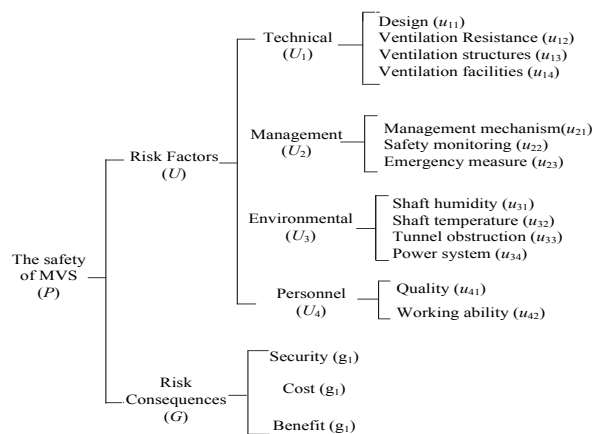 Technical
(U1)
Design (u11)
Ventilation Resistance (u12)
Ventilation structures (u13)
Ventilation facilities (u14)
Management
(U2)
Management mechanism(u21)
Safety monitoring (u22)
Emergency measure (u23)
Risk Factors
(U)
Environmental
(U3)
Shaft humidity (u31)
Shaft temperature (u32)
Tunnel obstruction (u33)
Power system (u34)
The safety
of MVS
(P)
Personnel
(U4)
Quality (u41)
Working ability (u42)
Risk
Consequences
(G)
Security (g1)
Cost (g1)
Benefit (g1)